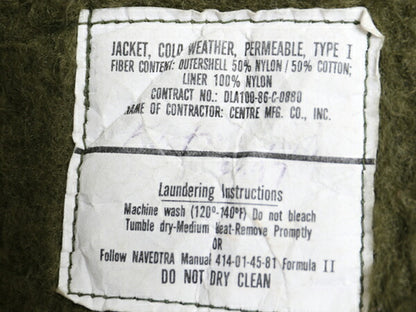 JACKET, COLD WEATHER, PERMEABLE, TYPE I
FIBER CONTENT: OUTERSHELL 50% NYLON / 50% COTTON;
LINER 100% NYLON
CONTRACT NO.: DLA100-86-C-0880
NAME OF CONTRACTOR: CENTRE MFG. CO., INC.
Laundering Instructions
Machine wash (120°-140°F) Do not bleach
Tumble dry-Medium Heat-Remove Promptly
OR
Follow NAVEDTRA Manual 414-01-45-81 Formula II
DO NOT DRY CLEAN